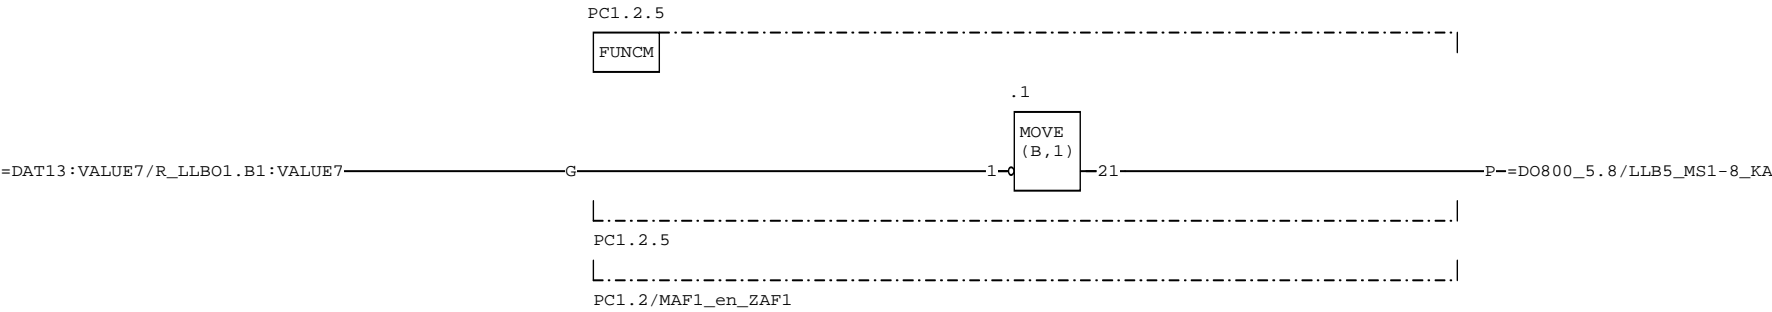 PC1.2.5
FUNCM
.1
MOVE
(B,1)
=DAT13:VALUE7/R_LLBO1.B1:VALUE7 G 1 21 P =DO800_5.8/LLB5_MS1-8_KA
PC1.2.5
PC1.2/MAF1_en_ZAF1